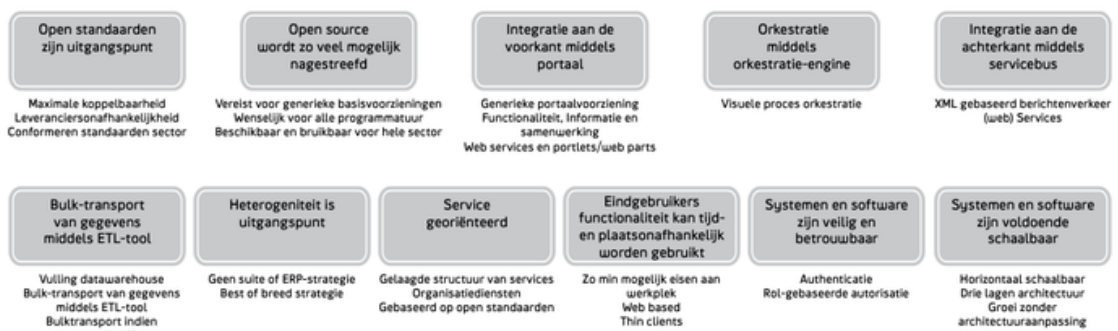 Open standaarden
zijn uitgangspunt
Maximale koppelbaarheid
Leveranciersonafhankelijkheid
Conformeren standaarden sector
Open source
wordt zo veel mogelijk
nagestreefd
Vereist voor generieke basisvoorzieningen
Wenselijk voor alle programmatuur
Beschikbaar en bruikbaar voor hele sector
Integratie aan de
voorkant middels
portaal
Generieke portaalvoorziening
Functionaliteit, Informatie en
samenwerking
Web services en portlets/web parts
Orkestratie
middels
orkestratie-engine
Visuele proces orkestratie
Integratie aan de
achterkant middels
servicebus
XML gebaseerd berichtenverkeer
(web) Services
Bulk-transport
van gegevens
middels ETL-tool
Vulling datawarehouse
Bulk-transport van gegevens
middels ETL-tool
Bulktransport indien
Heterogeniteit is
uitgangspunt
Geen suite of ERP-strategie
Best of breed strategie
Service
georiënteerd
Gelaagde structuur van services
Organisatiediensten
Gebaseerd op open standaarden
Eindgebruikers
functionaliteit kan tijd-
en plaatsonafhankelijk
worden gebruikt
Zo min mogelijk eisen aan
werkplek
Web based
Thin clients
Systemen en software
zijn veilig en
betrouwbaar
Authenticatie
Rol-gebaseerde autorisatie
Systemen en software
zijn voldoende
schaalbaar
Horizontaal schaalbaar
Drie lagen architectuur
Groei zonder
architectuuraanpassing